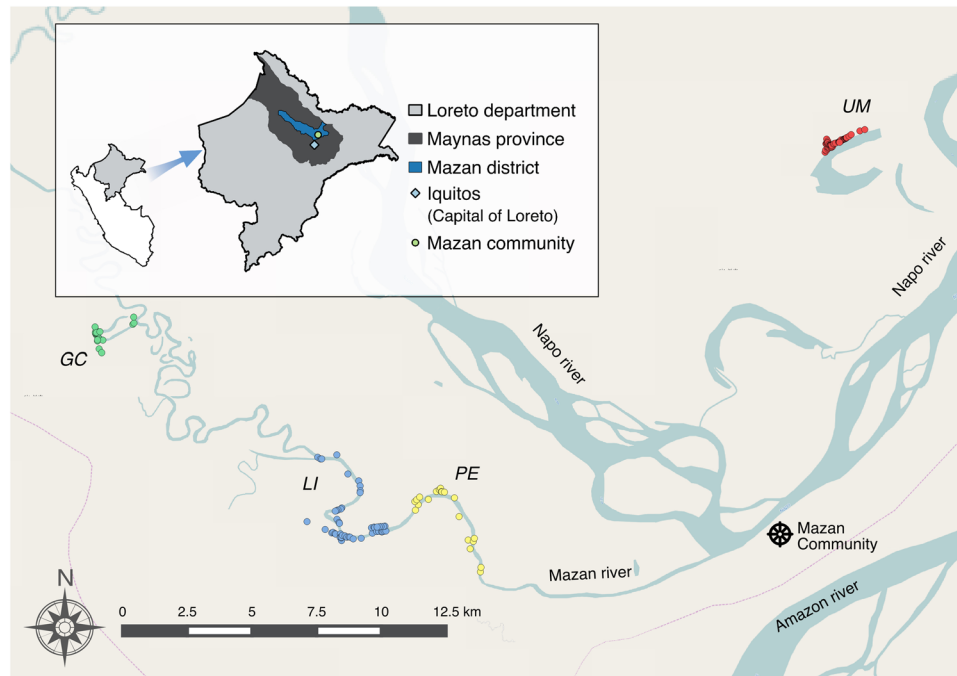 Loreto department
Maynas province
Mazan district
Iquitos
(Capital of Loreto)
Mazan community
UM
Napo river
Napo river
GC
LI
PE
Mazan
Community
Mazan river
Amazon river
N
0 2.5 5 7.5 10 12.5 km